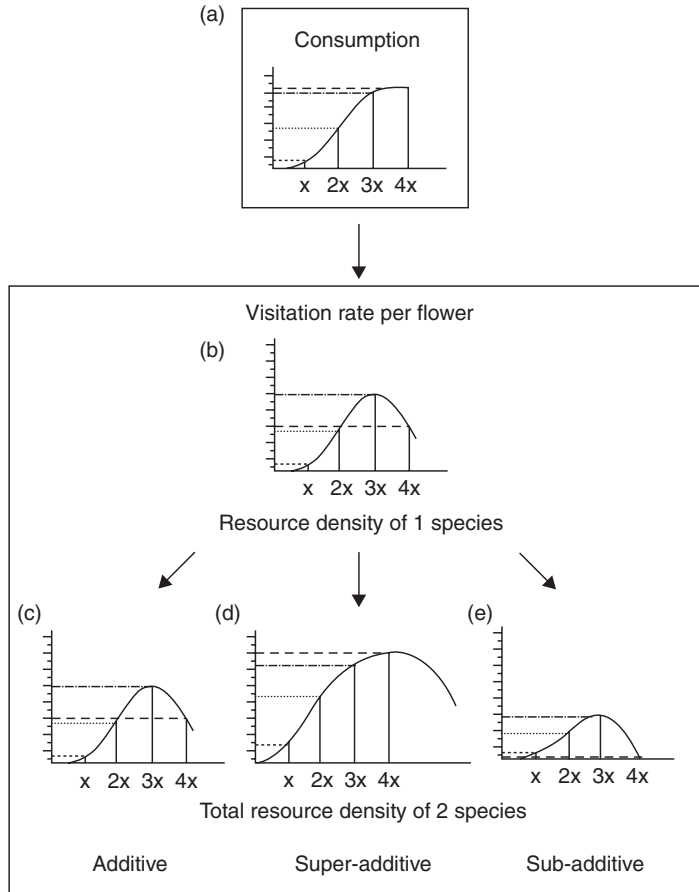 (a)
Consumption
x 2x 3x 4x
Visitation rate per flower
(b)
x 2x 3x 4x
Resource density of 1 species
(c) (d) (e)
x 2x 3x 4x x 2x 3x 4x x 2x 3x 4x
Total resource density of 2 species
Additive Super-additive Sub-additive